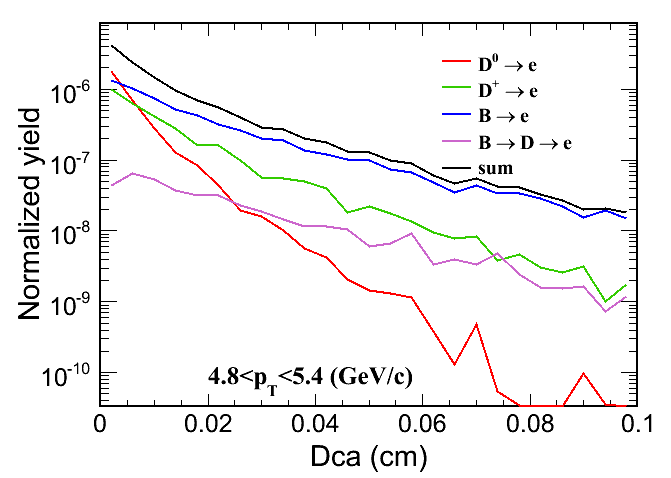 Normalized yield
10⁻⁶
10⁻⁷
10⁻⁸
10⁻⁹
10⁻¹⁰
D⁰ → e
D⁺ → e
B → e
B → D → e
sum
4.8<p_T<5.4 (GeV/c)
0 0.02 0.04 0.06 0.08 0.1
Dca (cm)